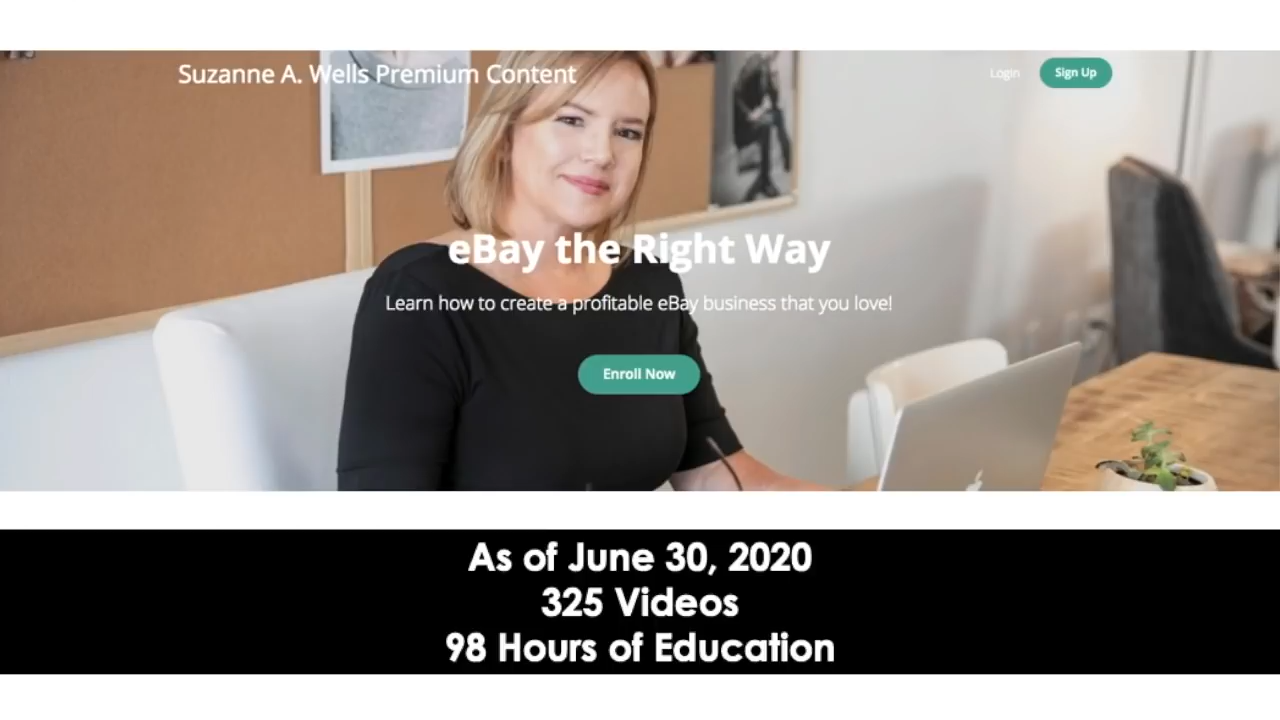 Suzanne A. Wells Premium Content
Login
Sign Up
eBay the Right Way
Learn how to create a profitable eBay business that you love!
Enroll Now
As of June 30, 2020
325 Videos
98 Hours of Education